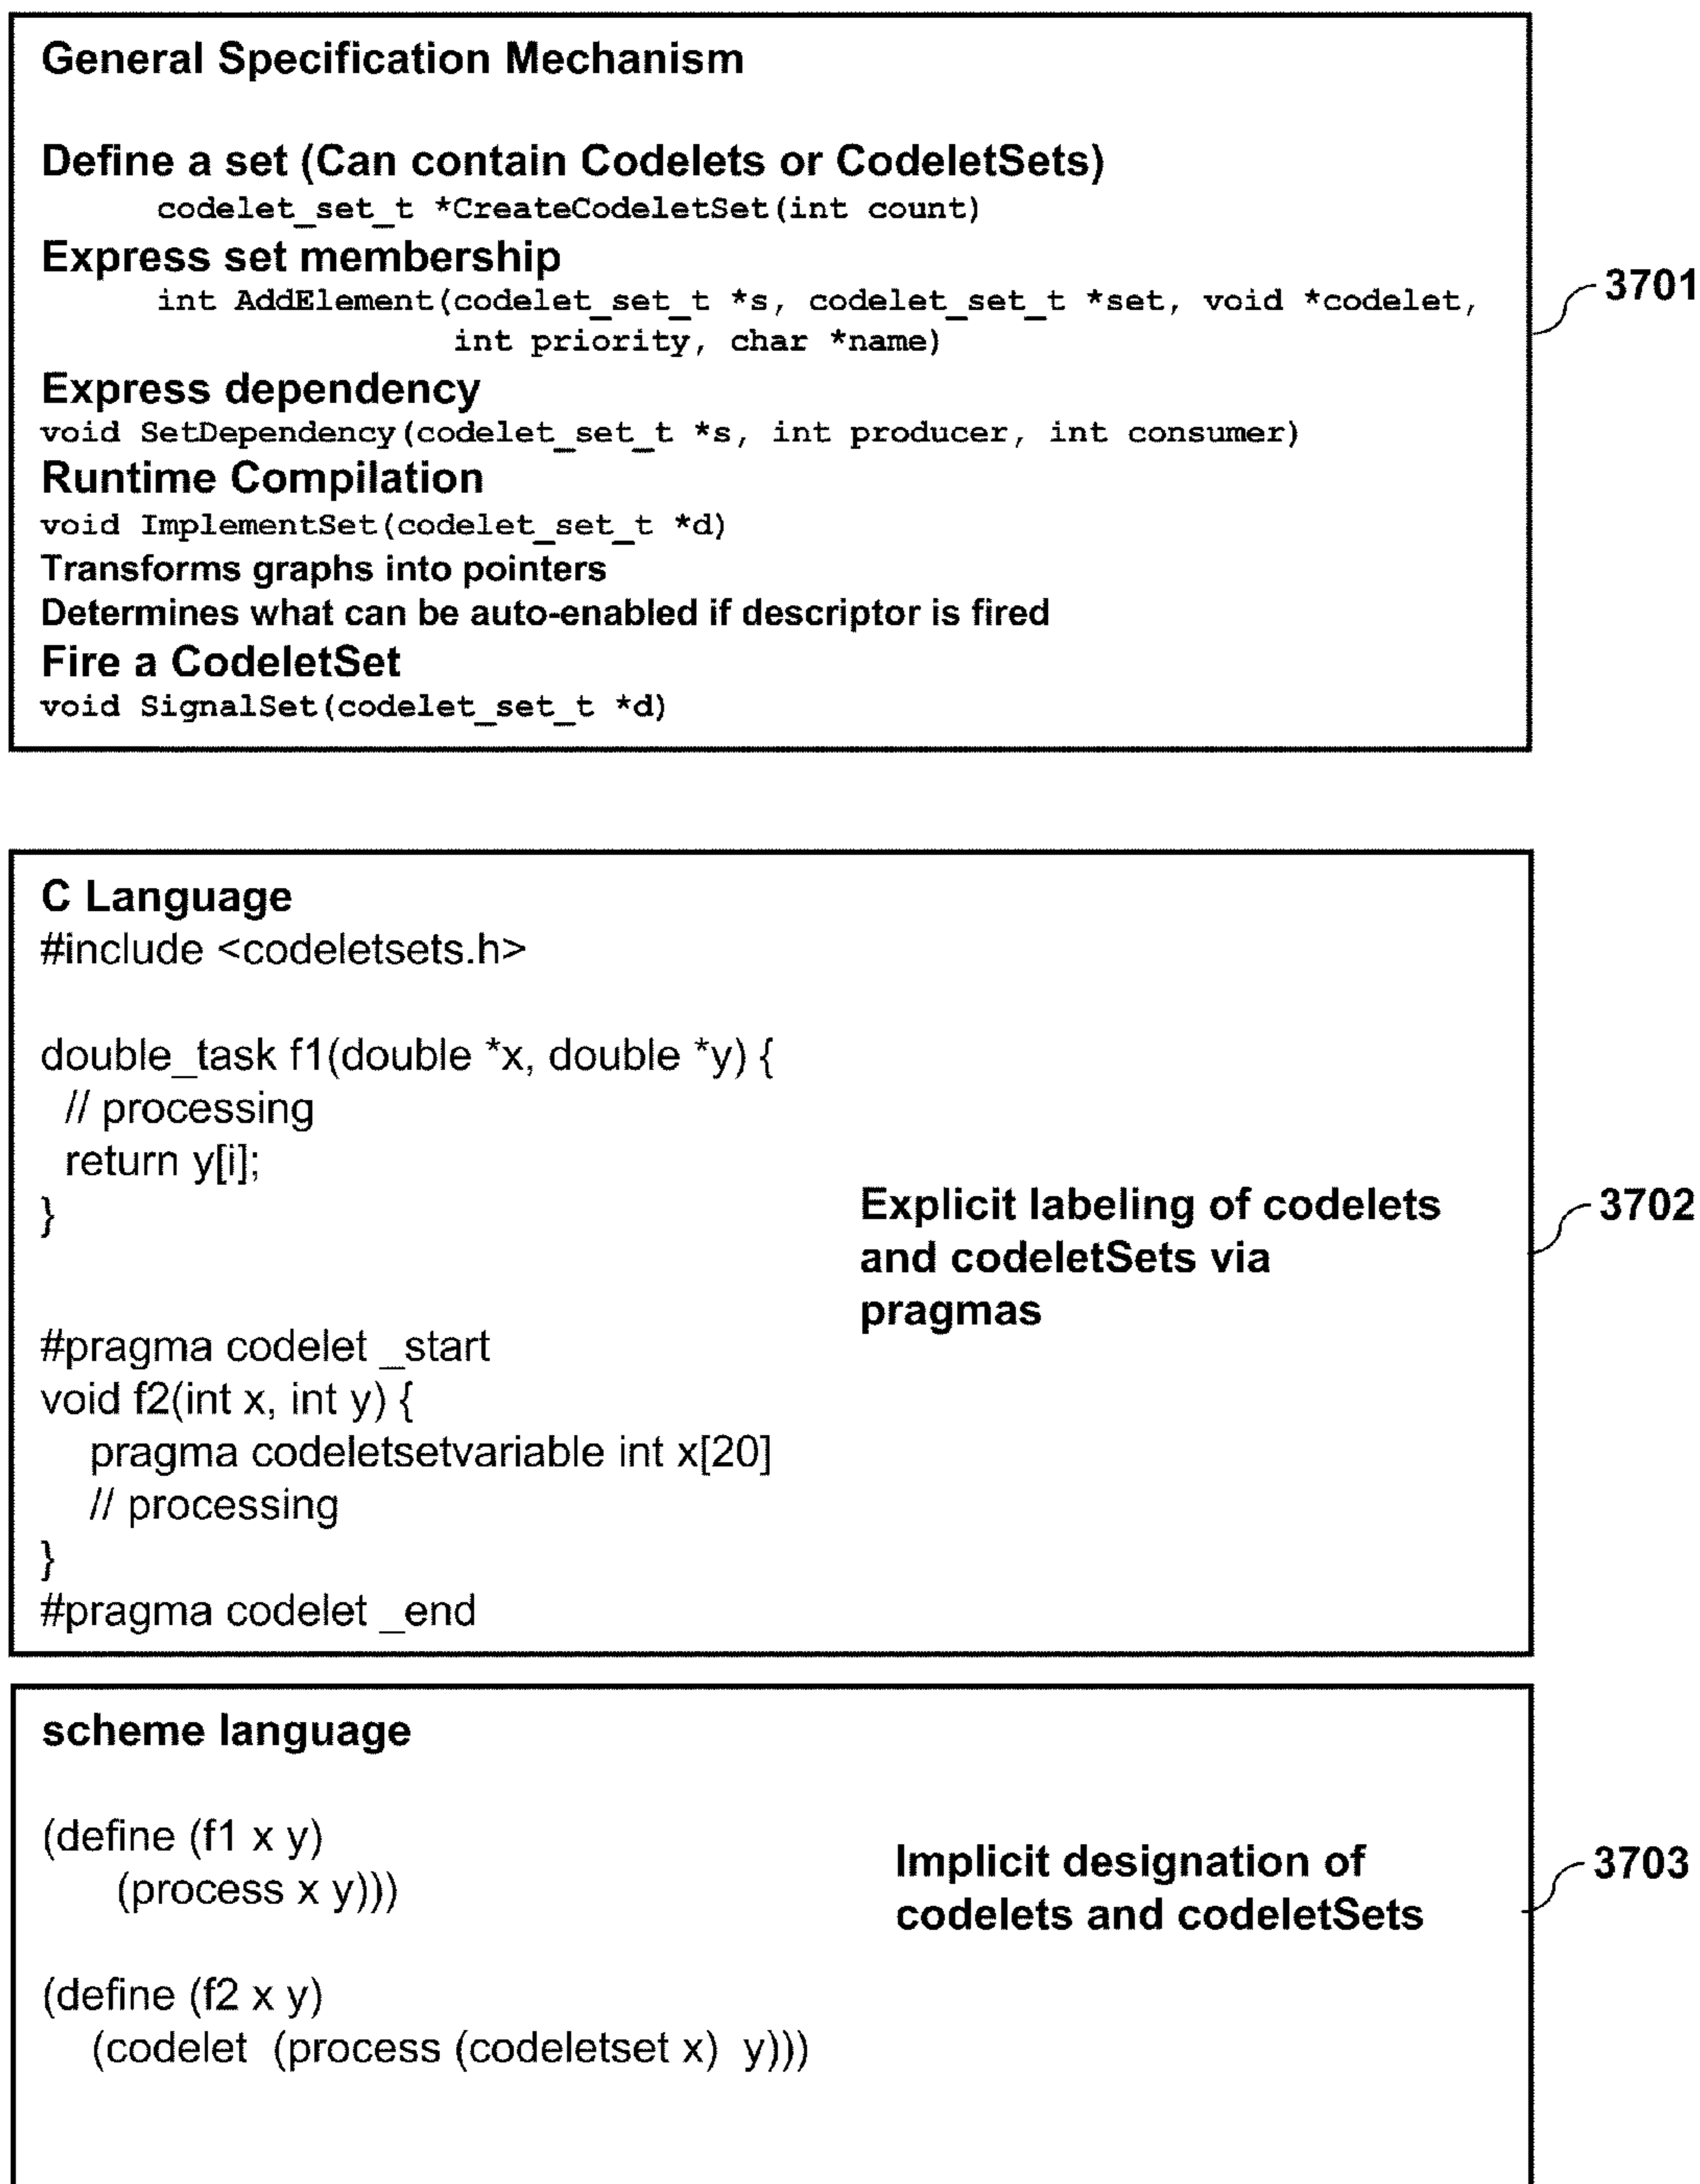 General Specification Mechanism
Define a set (Can contain Codelets or CodeletSets)
codelet_set_t *CreateCodeletSet(int count)
Express set membership
int AddElement(codelet_set_t *s, codelet_set_t *set, void *codelet,
int priority, char *name)
3701
Express dependency
void SetDependency(codelet_set_t *s, int producer, int consumer)
Runtime Compilation
void ImplementSet(codelet_set_t *d)
Transforms graphs into pointers
Determines what can be auto-enabled if descriptor is fired
Fire a CodeletSet
void SignalSet(codelet_set_t *d)
C Language
#include <codeletsets.h>
double_task f1(double *x, double *y) {
// processing
return y[i];
}
Explicit labeling of codelets
and codeletSets via
pragmas
3702
#pragma codelet _start
void f2(int x, int y) {
pragma codeletsetvariable int x[20]
// processing
}
#pragma codelet _end
scheme language
(define (f1 x y)
(process x y)))
Implicit designation of
codelets and codeletSets
3703
(define (f2 x y)
(codelet (process (codeletset x) y)))